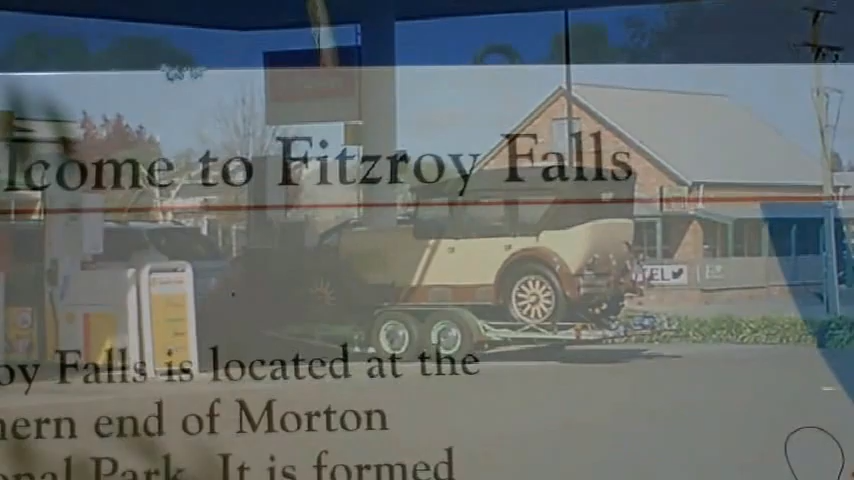 lcome to Fitzroy Falls
TEL
oy Falls is located at the
hern end of Morton
onal Park. It is formed